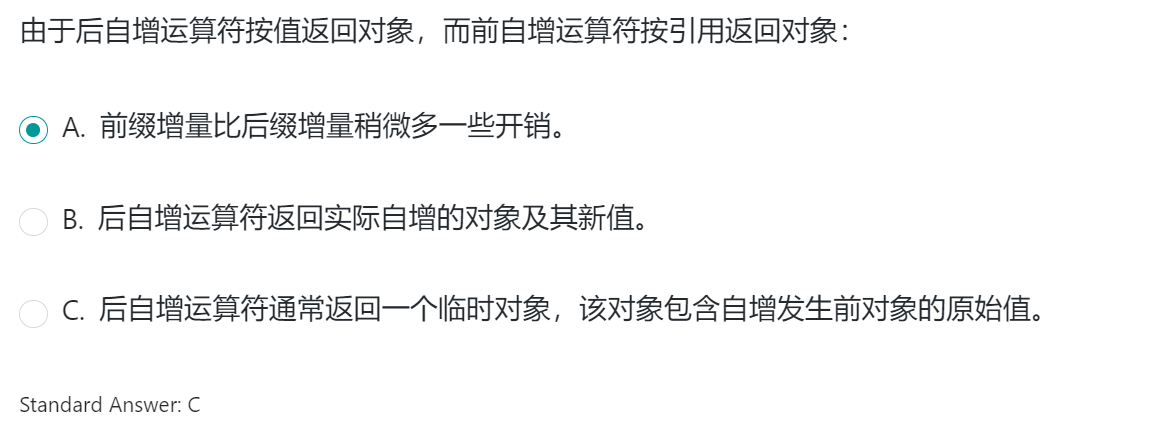 由于后自增运算符按值返回对象，而前自增运算符按引用返回对象：
A. 前缀增量比后缀增量稍微多一些开销。
B. 后自增运算符返回实际自增的对象及其新值。
C. 后自增运算符通常返回一个临时对象，该对象包含自增发生前对象的原始值。
Standard Answer: C